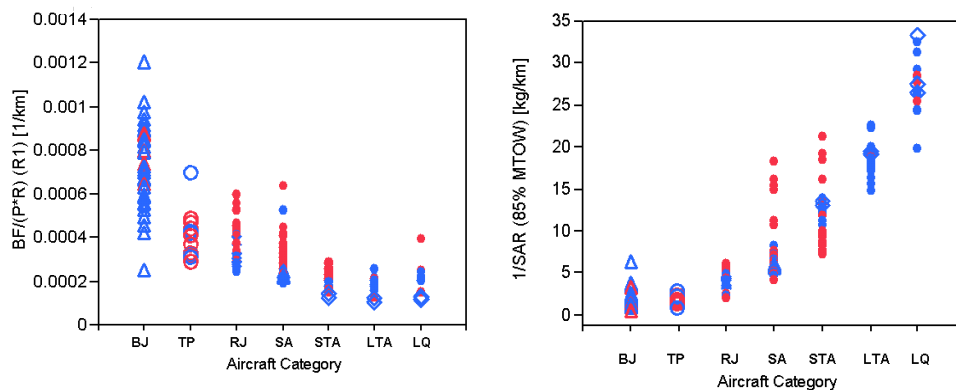 BF/(P*R) (R1) [1/km]
0.0014
0.0012
0.001
0.0008
0.0006
0.0004
0.0002
0
BJ TP RJ SA STA LTA LQ
Aircraft Category
1/SAR (85% MTOW) [kg/km]
35
30
25
20
15
10
5
0
BJ TP RJ SA STA LTA LQ
Aircraft Category